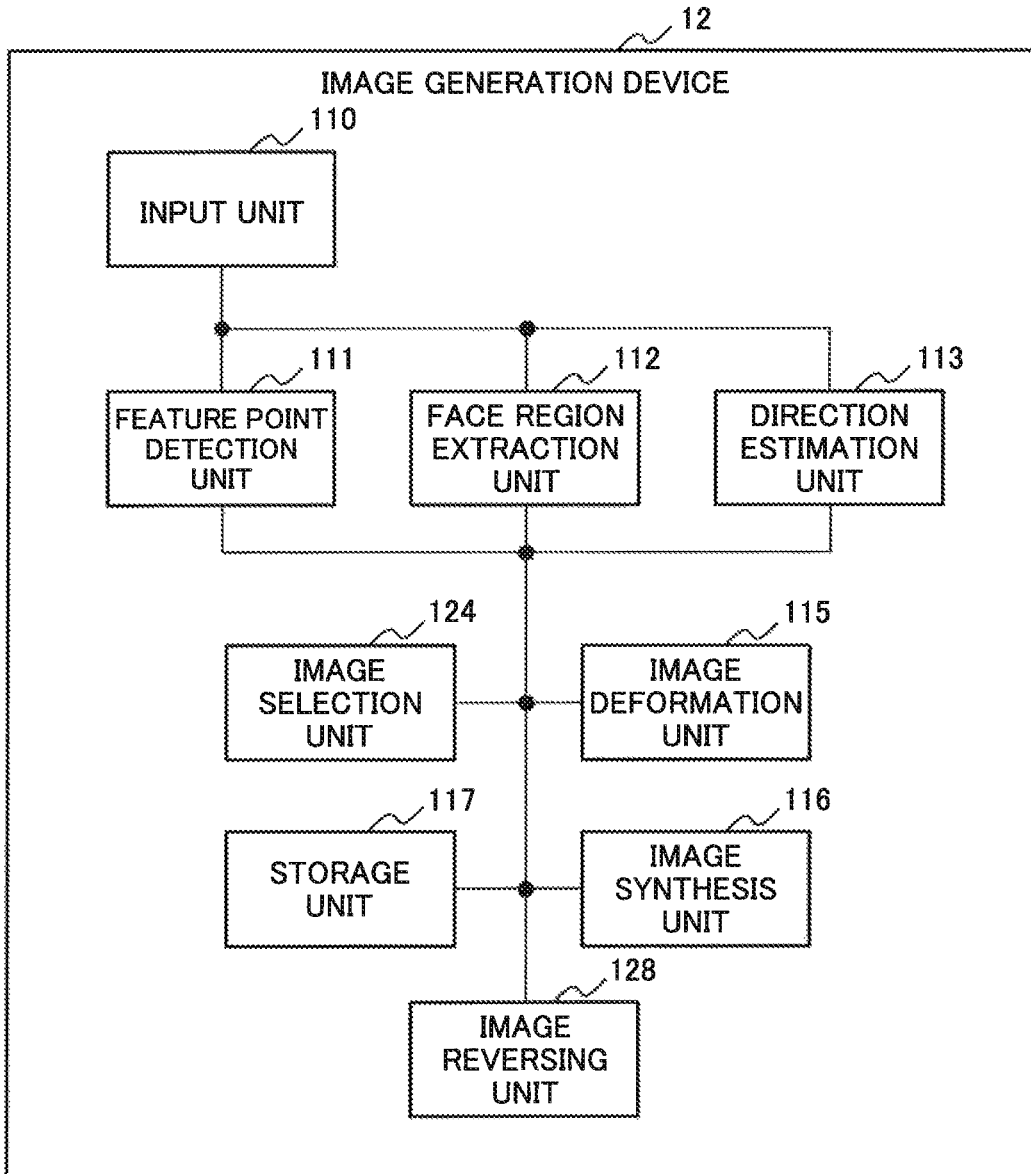 12
IMAGE GENERATION DEVICE
110
INPUT UNIT
111
FEATURE POINT
DETECTION
UNIT
112
FACE REGION
EXTRACTION
UNIT
113
DIRECTION
ESTIMATION
UNIT
124
IMAGE
SELECTION
UNIT
115
IMAGE
DEFORMATION
UNIT
117
STORAGE
UNIT
116
IMAGE
SYNTHESIS
UNIT
128
IMAGE
REVERSING
UNIT